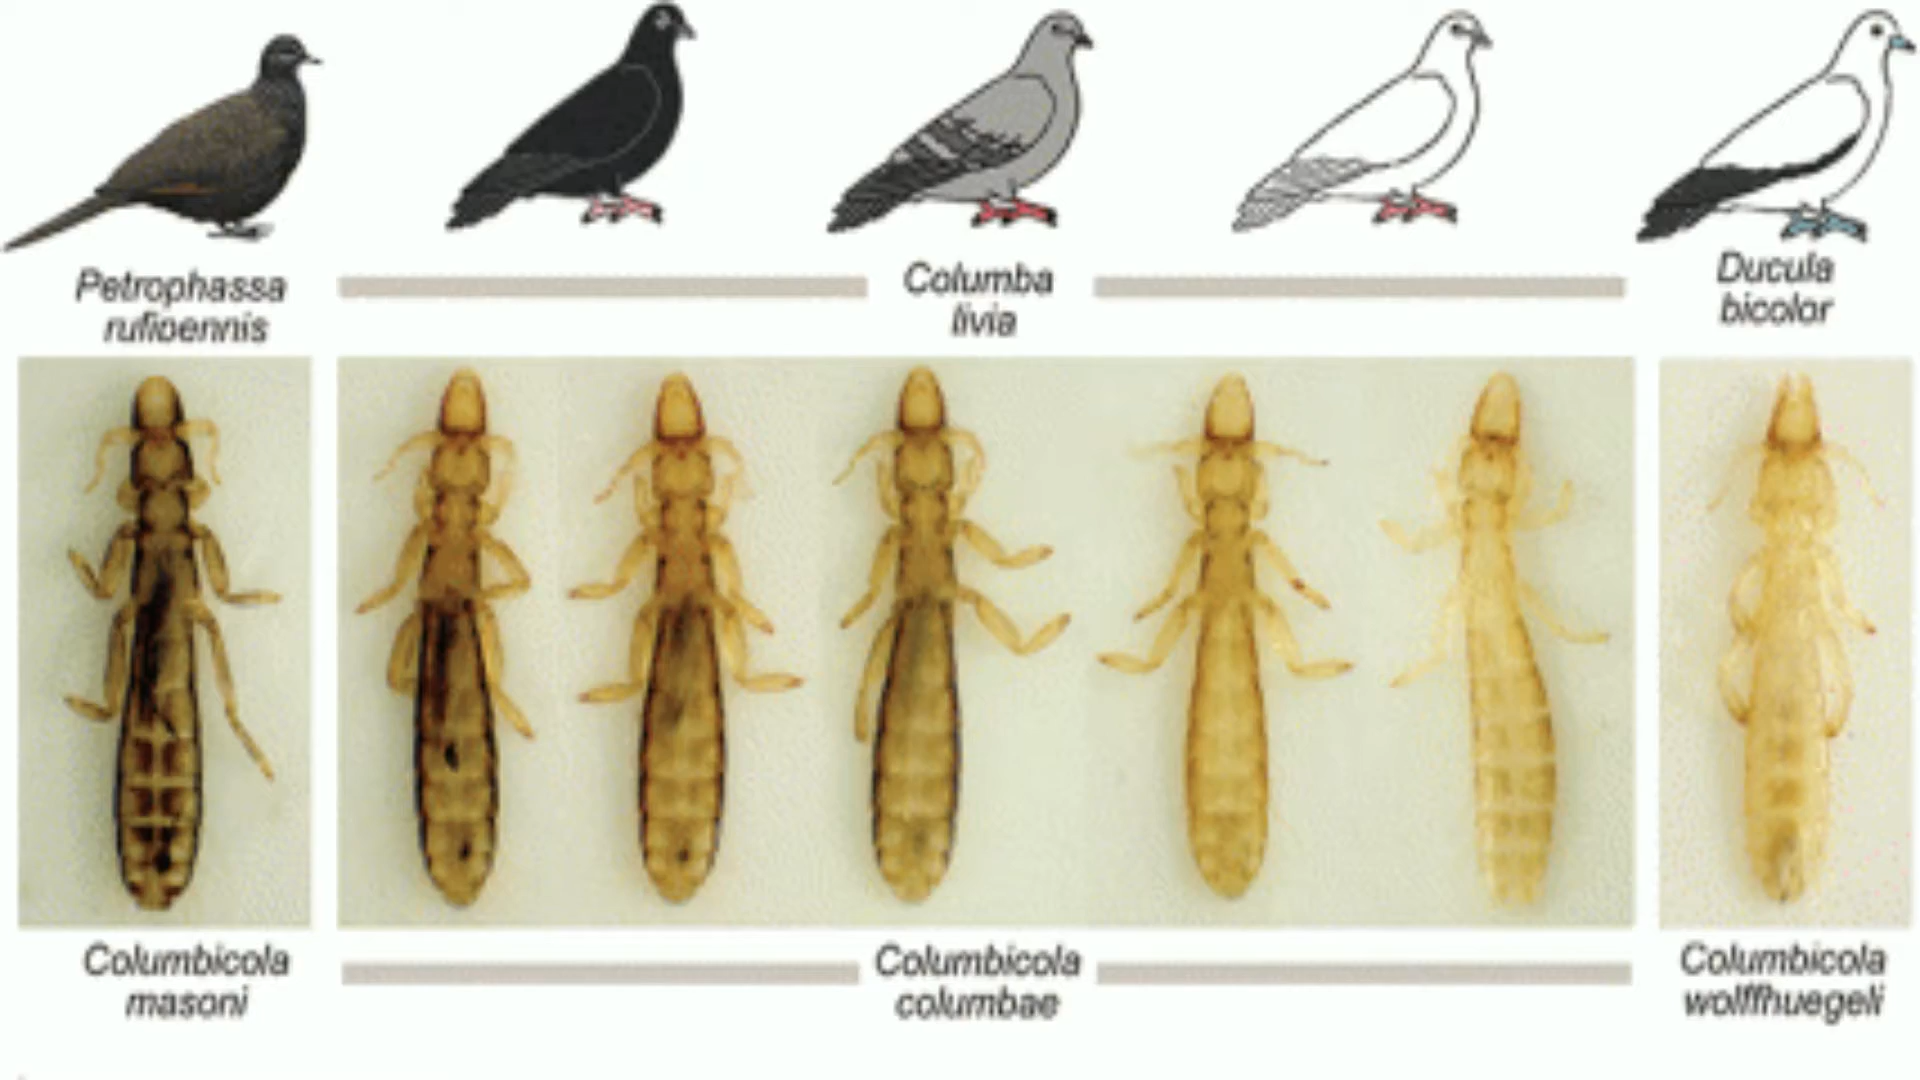 Petrophassa
rufipennis
Columba
livia
Ducula
bicolor
Columbicola
masoni
Columbicola
columbae
Columbicola
wolffhuegeli